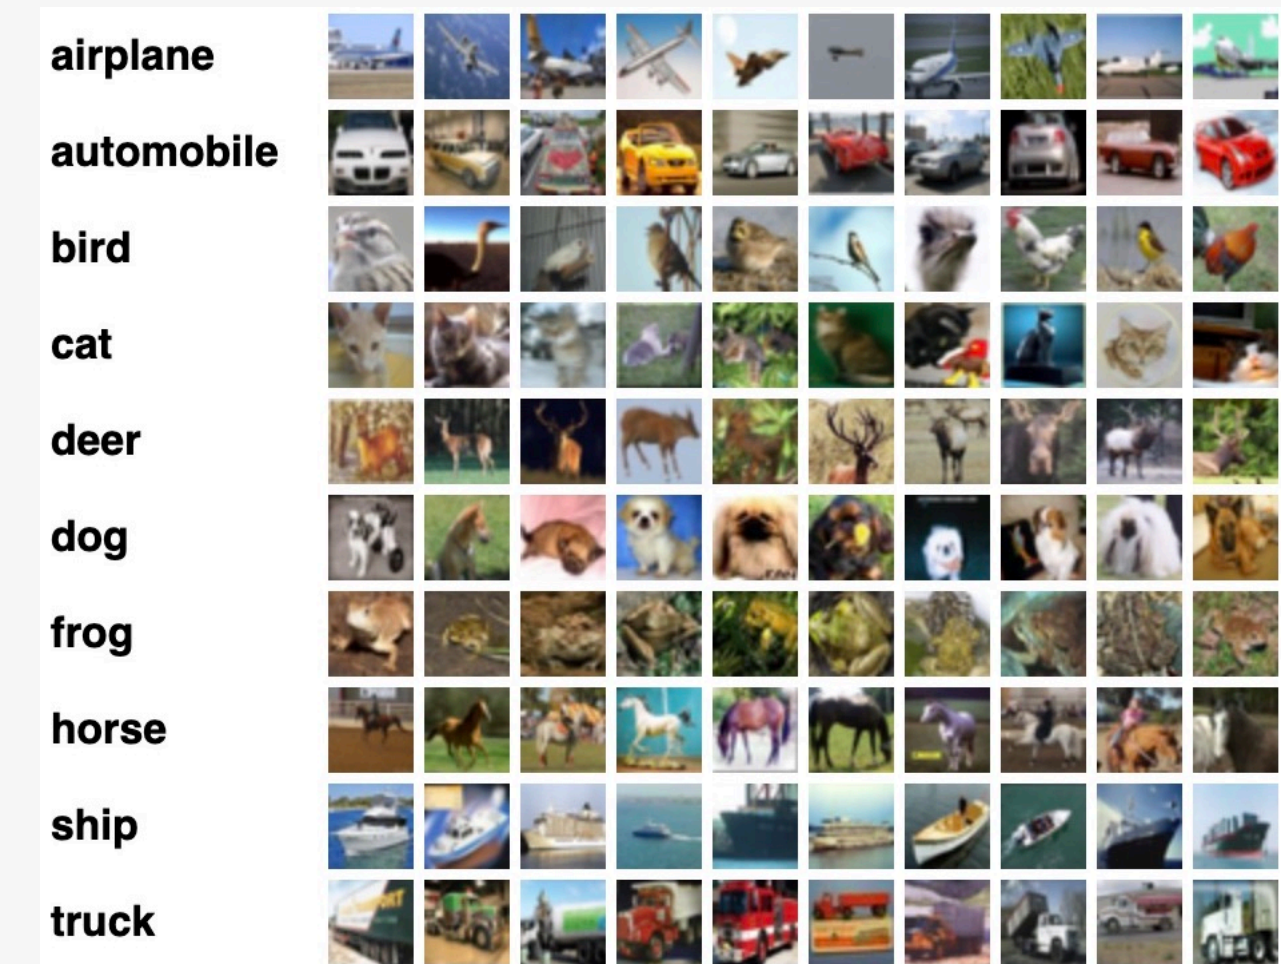 airplane
automobile
bird
cat
deer
dog
frog
horse
ship
truck